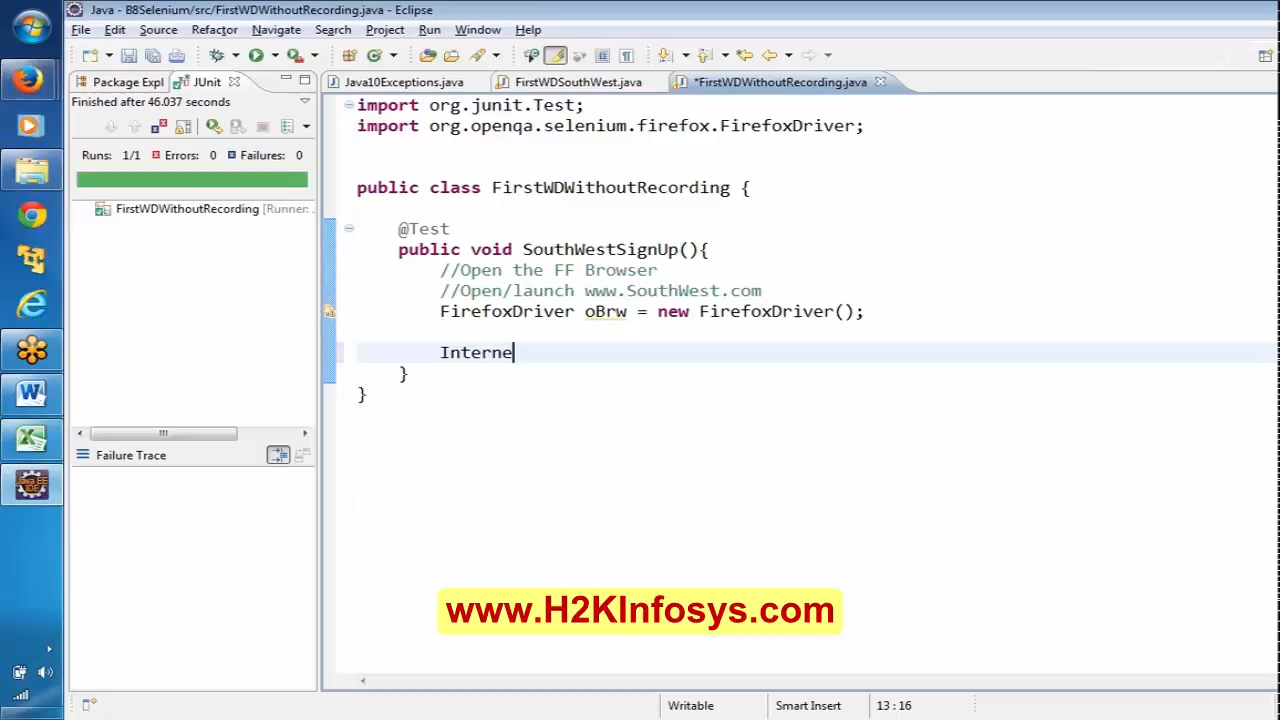 Java - B8Selenium/src/FirstWDWithoutRecording.java - Eclipse
File Edit Source Refactor Navigate Search Project Run Window Help
Package Expl JUnit Java10Exceptions.java FirstWDSouthWest.java *FirstWDWithoutRecording.java
Finished after 46.037 seconds
Runs: 1/1 Errors: 0 Failures: 0
FirstWDWithoutRecording [Runner:
Failure Trace
import org.junit.Test;
import org.openqa.selenium.firefox.FirefoxDriver;
public class FirstWDWithoutRecording {
@Test
public void SouthWestSignUp(){
//Open the FF Browser
//Open/launch www.SouthWest.com
FirefoxDriver oBrw = new FirefoxDriver();
Interne
}
}
www.H2KInfosys.com
Java EE
IDE
Writable Smart Insert 13 : 16